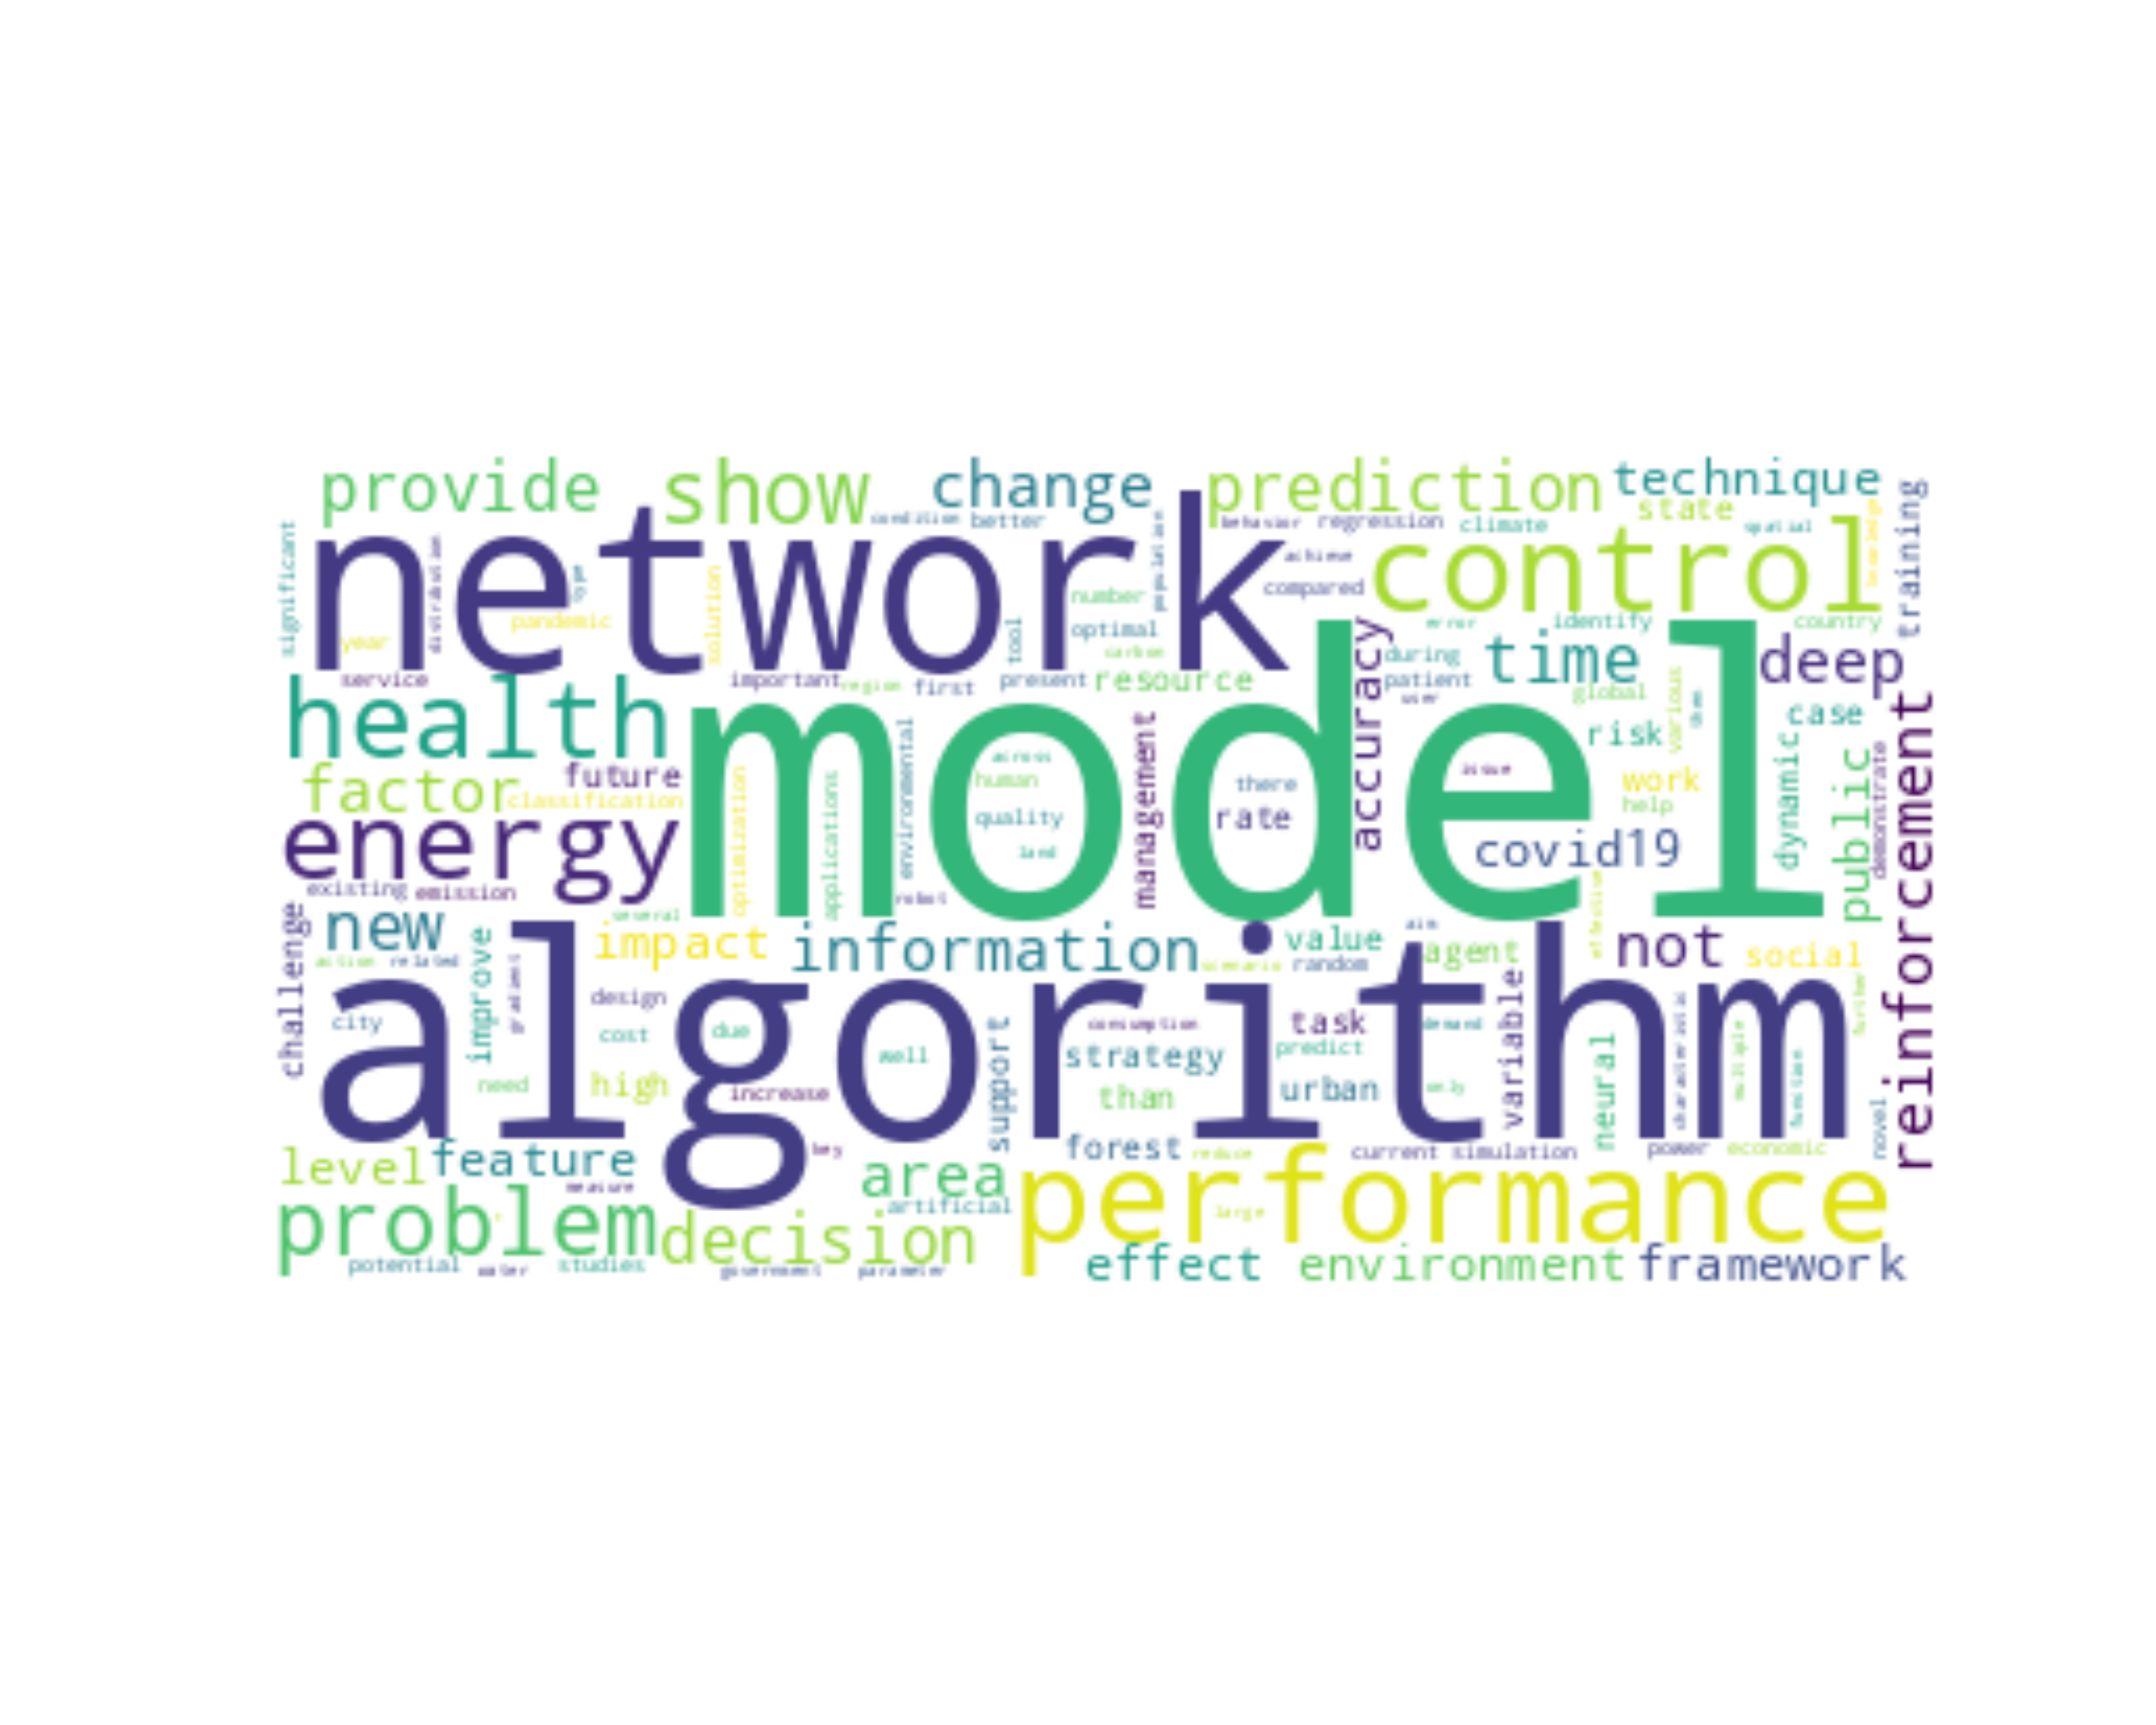 provide show change prediction technique
condition better behavior regression climate state spatial
network
control
training
learning
significant
distribution
type
solution
population
achieve
compared
number
pandemic
year
optimal
tool
carbon
error identify country
service important region first present resource
during
patient
user
time
deep
accuracy
global
various
them
case
risk
health
model
factor future
classification
energy
optimization
applications
environmental
across
human
quality
land
management
there
rate
issue
work
help
covid19
dynamic
public
demonstrate
reinforcement
existing emission
robot
several
new impact information value
aim
agent
effective
not social
action related
scenario random
challenge
improve
gradient
algorithm
design
city
cost
due
well
support
consumption
strategy
task
predict
demand
variable
neural
characteristic
multiple
function
further
need
high
increase
than
urban
only
novel
level feature
key
area
forest reduce
current simulation
power economic
measure
artificial
problem decision
large
performance
potential water studies government parameter
effect environment framework